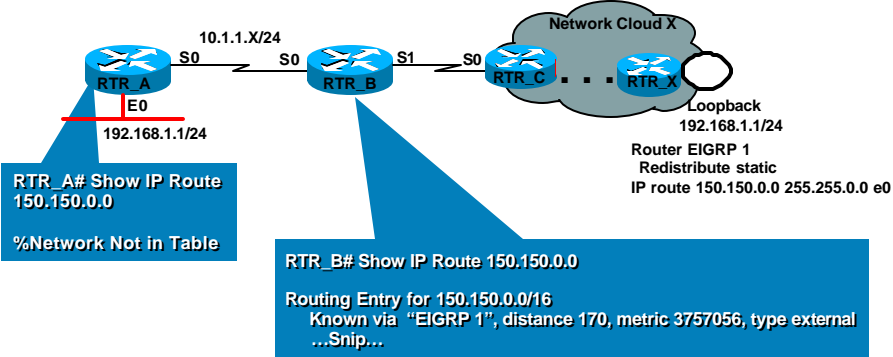 Network Cloud X
10.1.1.X/24
S0
S0
S1
S0
RTR_A
RTR_B
RTR_C
...
RTR_X
E0
192.168.1.1/24
Loopback
192.168.1.1/24
Router EIGRP 1
Redistribute static
IP route 150.150.0.0 255.255.0.0 e0
RTR_A# Show IP Route
150.150.0.0
%Network Not in Table
RTR_B# Show IP Route 150.150.0.0
Routing Entry for 150.150.0.0/16
Known via “EIGRP 1”, distance 170, metric 3757056, type external
…Snip…